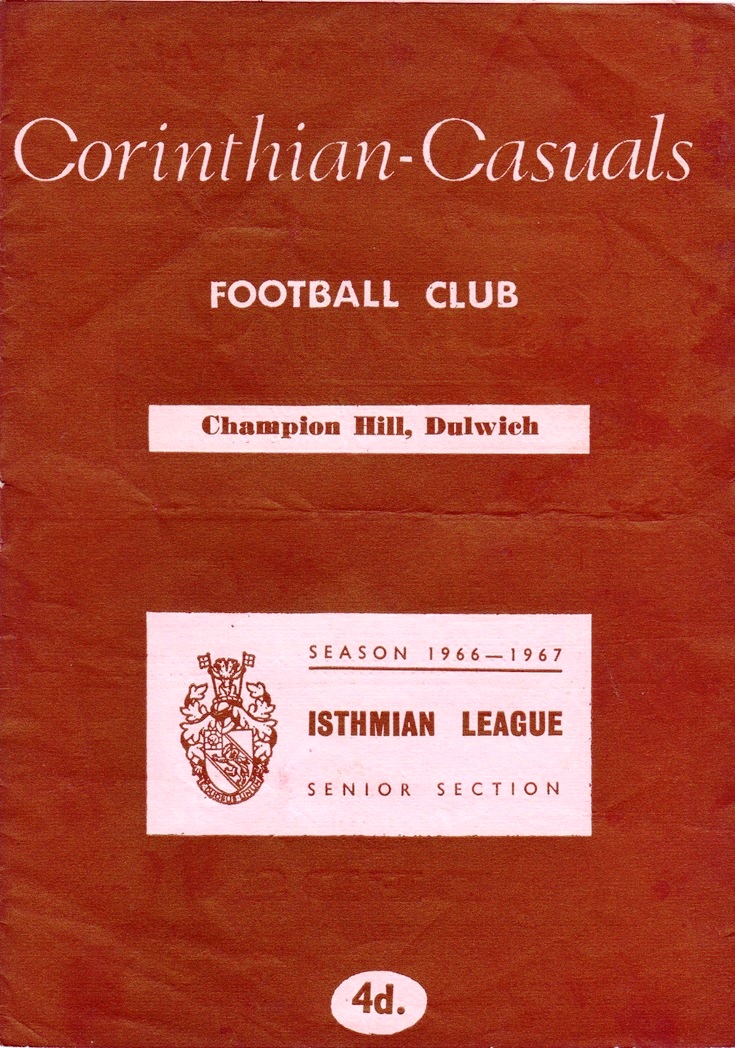 Corinthian-Casuals
FOOTBALL CLUB
Champion Hill, Dulwich
SEASON 1966—1967
ISTHMIAN LEAGUE
SENIOR SECTION
4d.